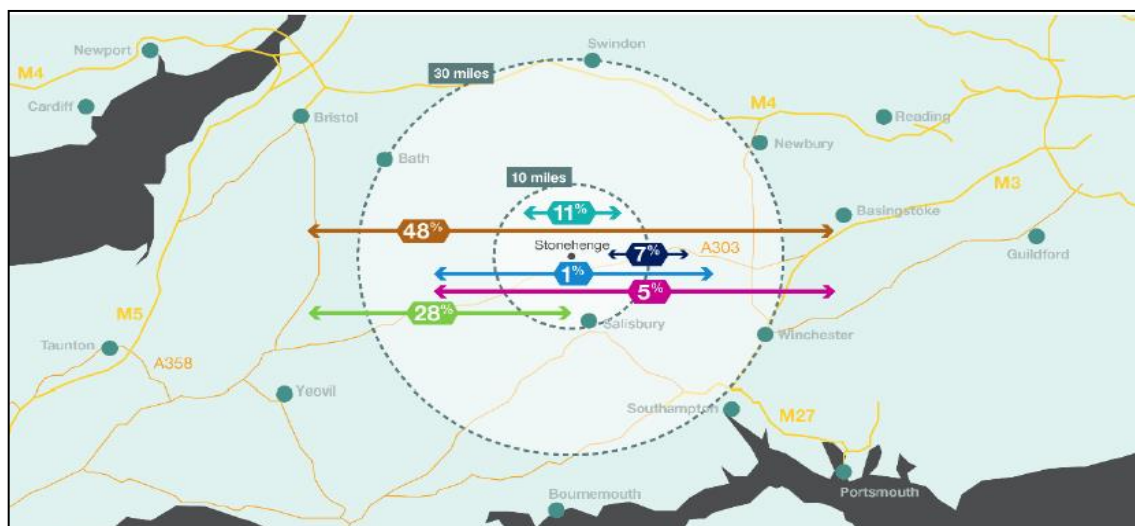 Swindon
Newport
M4
30 miles
Cardiff
M4
Reading
Bristol
Newbury
Bath
10 miles
M3
11%
Basingstoke
48%
Stonehenge
A303
7%
Guildford
1%
5%
M5
28%
Salisbury
Winchester
Taunton
A358
Yeovil
Southampton
M27
Portsmouth
Bournemouth